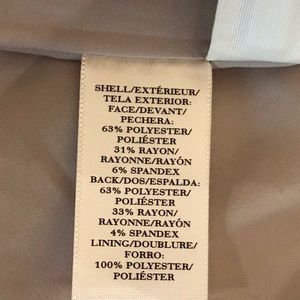 SHELL/EXTÉRIEUR/
TELA EXTERIOR:
FACE/DEVANT/
PECHERA:
63% POLYESTER/
POLIÉSTER
31% RAYON/
RAYONNE/RAYÓN
6% SPANDEX
BACK/DOS/ESPALDA:
63% POLYESTER/
POLIÉSTER
33% RAYON/
RAYONNE/RAYÓN
4% SPANDEX
LINING/DOUBLURE/
FORRO:
100% POLYESTER/
POLIÉSTER